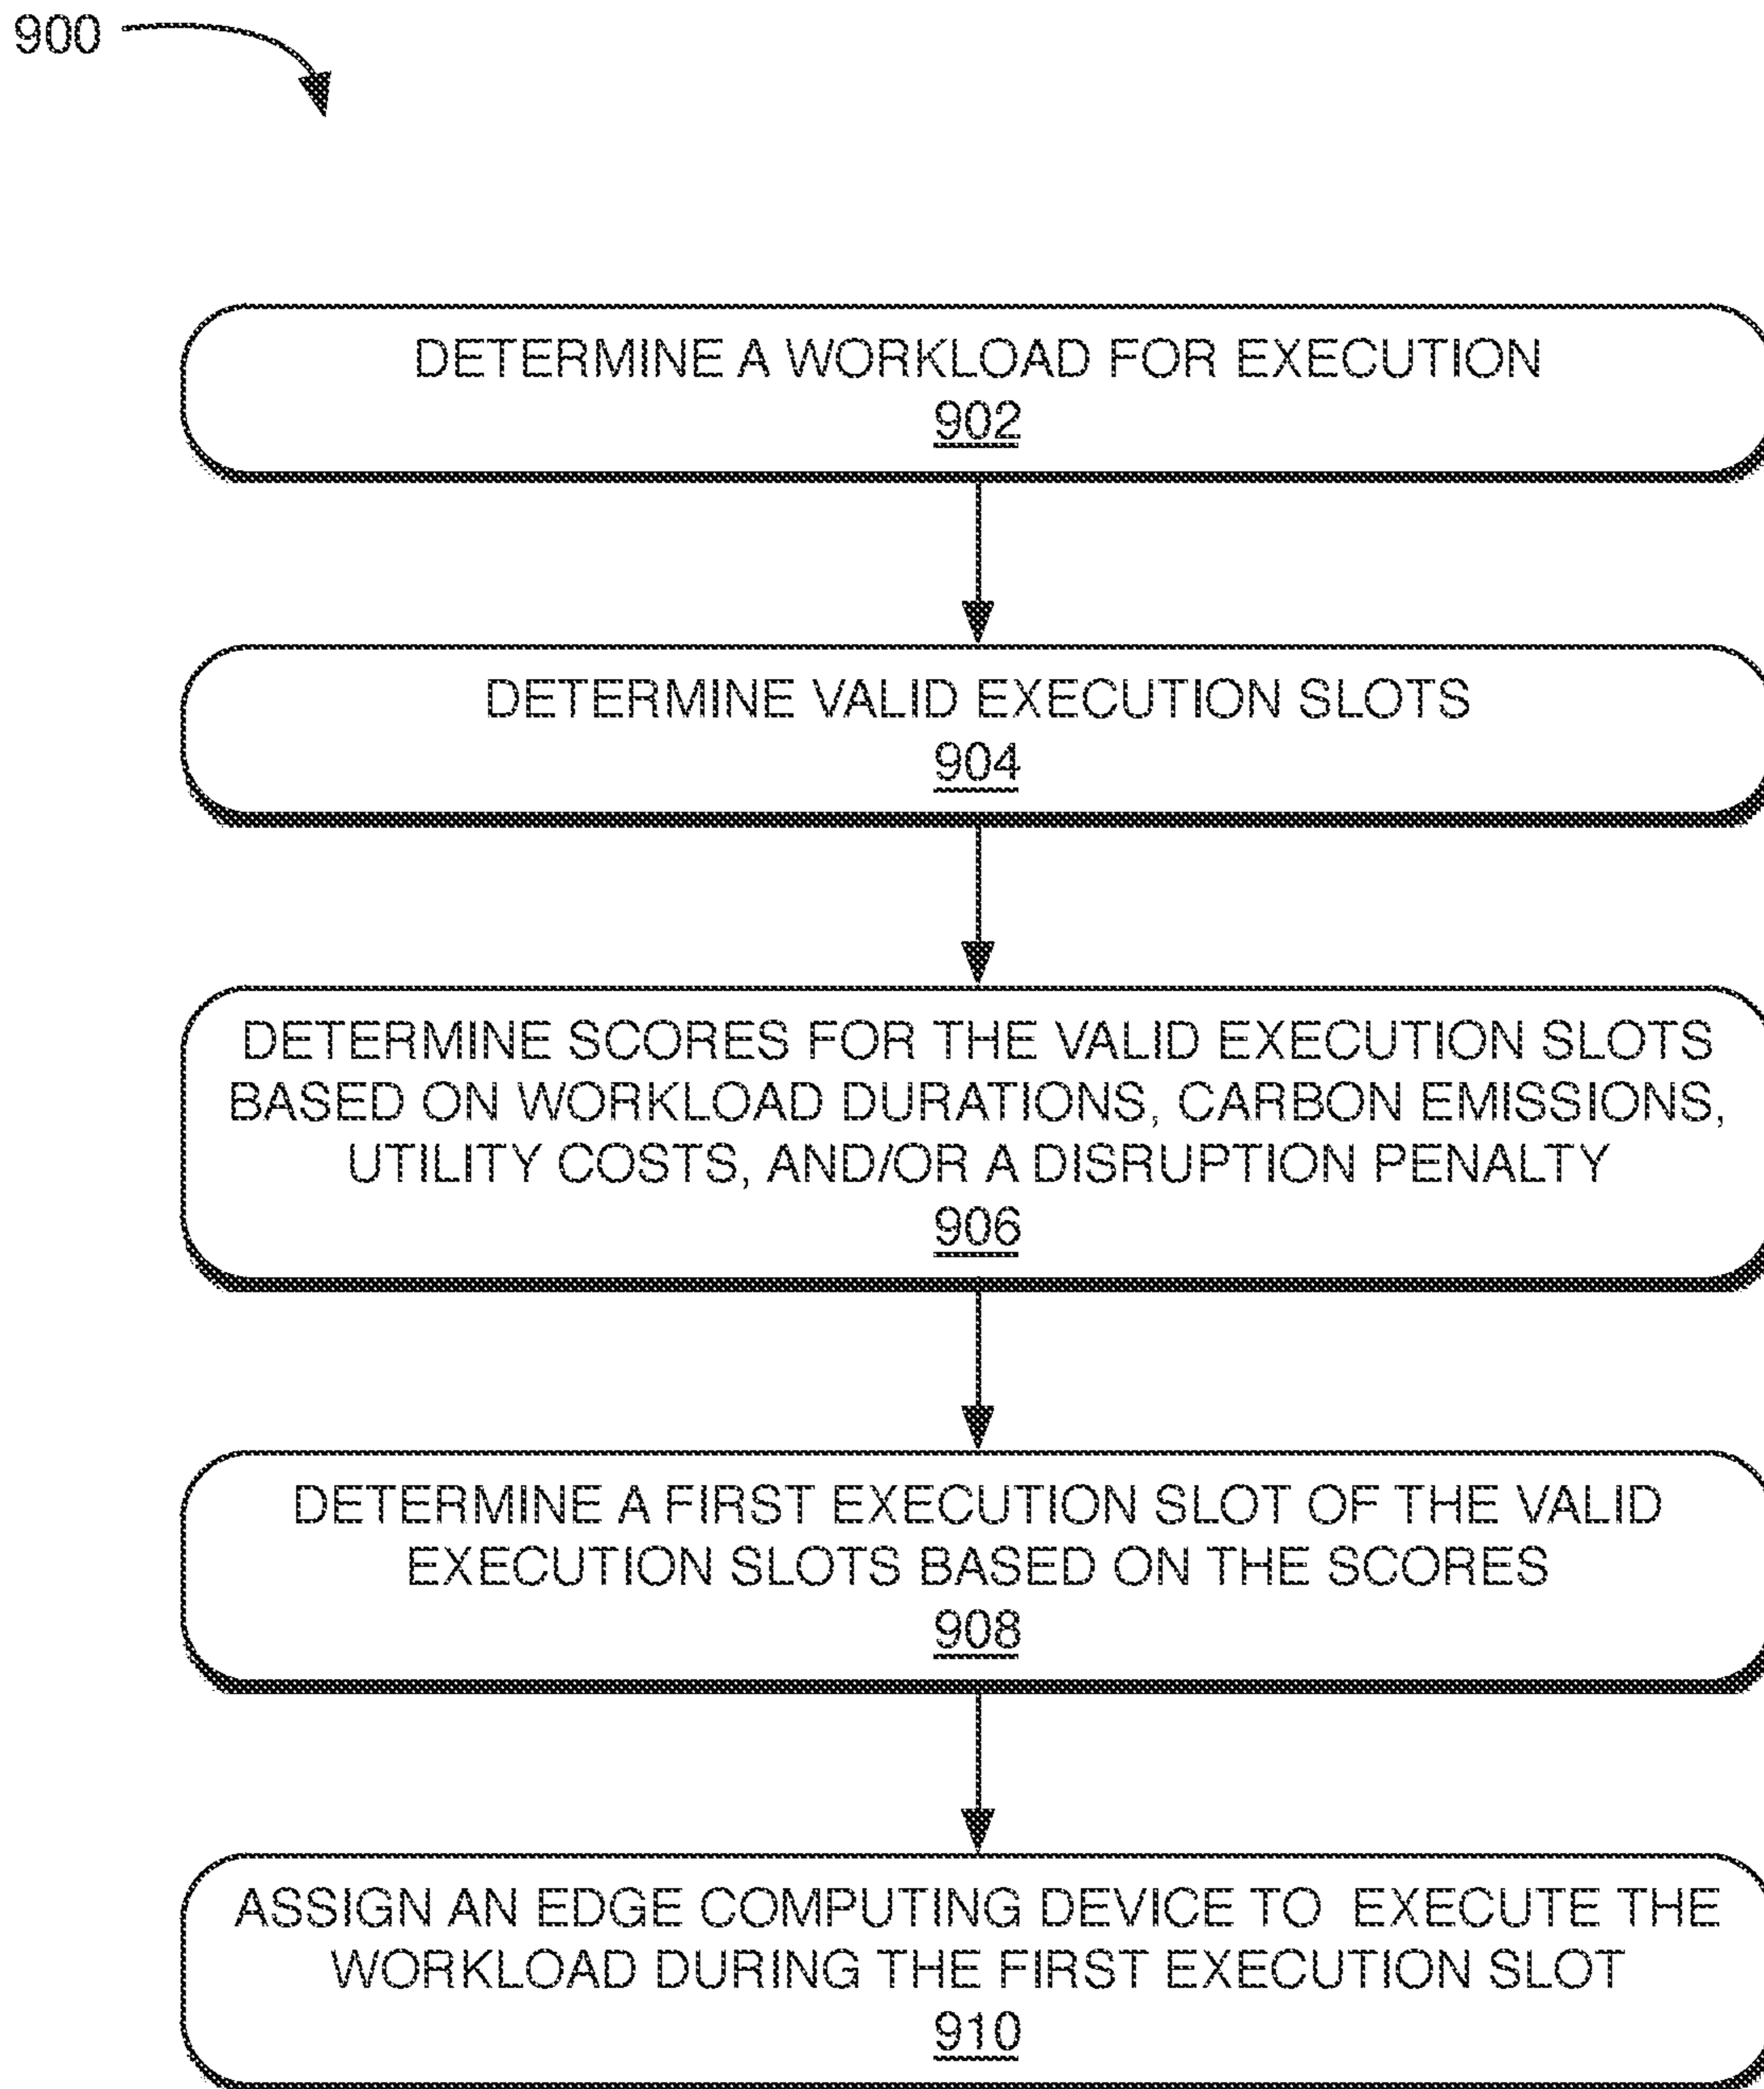 900
DETERMINE A WORKLOAD FOR EXECUTION
902
DETERMINE VALID EXECUTION SLOTS
904
DETERMINE SCORES FOR THE VALID EXECUTION SLOTS
BASED ON WORKLOAD DURATIONS, CARBON EMISSIONS,
UTILITY COSTS, AND/OR A DISRUPTION PENALTY
906
DETERMINE A FIRST EXECUTION SLOT OF THE VALID
EXECUTION SLOTS BASED ON THE SCORES
908
ASSIGN AN EDGE COMPUTING DEVICE TO EXECUTE THE
WORKLOAD DURING THE FIRST EXECUTION SLOT
910